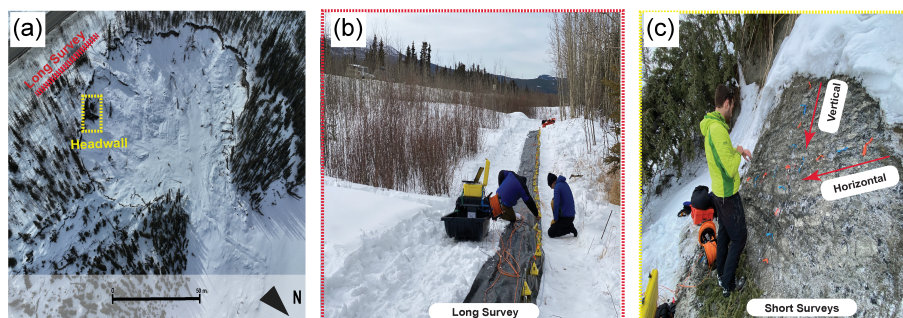 (a)
Long Survey
Headwall
0
50 m.
N
(b)
Long Survey
(c)
Vertical
Horizontal
Short Surveys